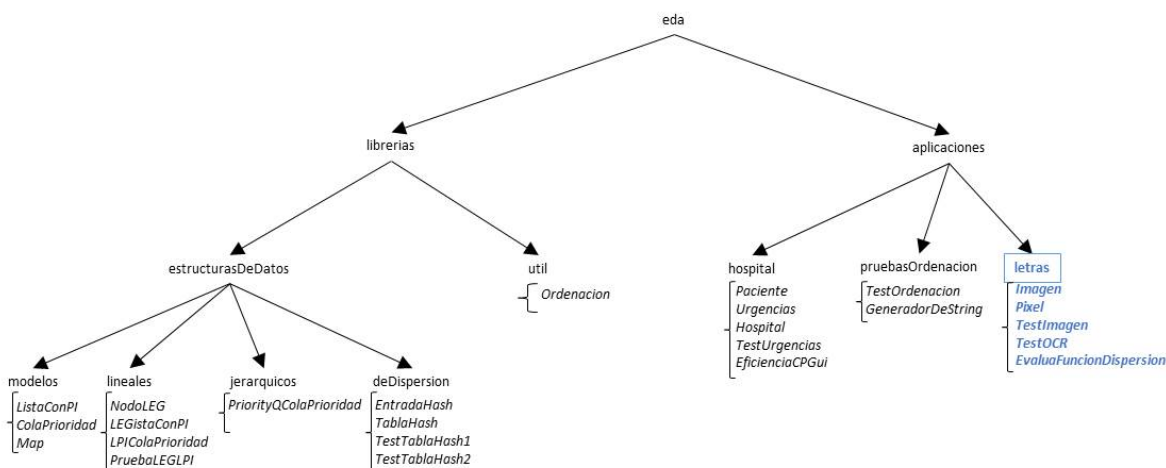 eda
librerias
aplicaciones
estructurasDeDatos
util
Ordenacion
hospital
Paciente
Urgencias
Hospital
TestUrgencias
EficienciaCPGui
pruebasOrdenacion
TestOrdenacion
GeneradorDeString
letras
Imagen
Pixel
TestImagen
TestOCR
EvaluaFuncionDispersion
modelos
ListaConPI
ColaPrioridad
Map
lineales
NodoLEG
LEGistaConPI
LPIColaPrioridad
PruebaLEGLPI
jerarquicos
PriorityQColaPrioridad
deDispersion
EntradaHash
TablaHash
TestTablaHash1
TestTablaHash2